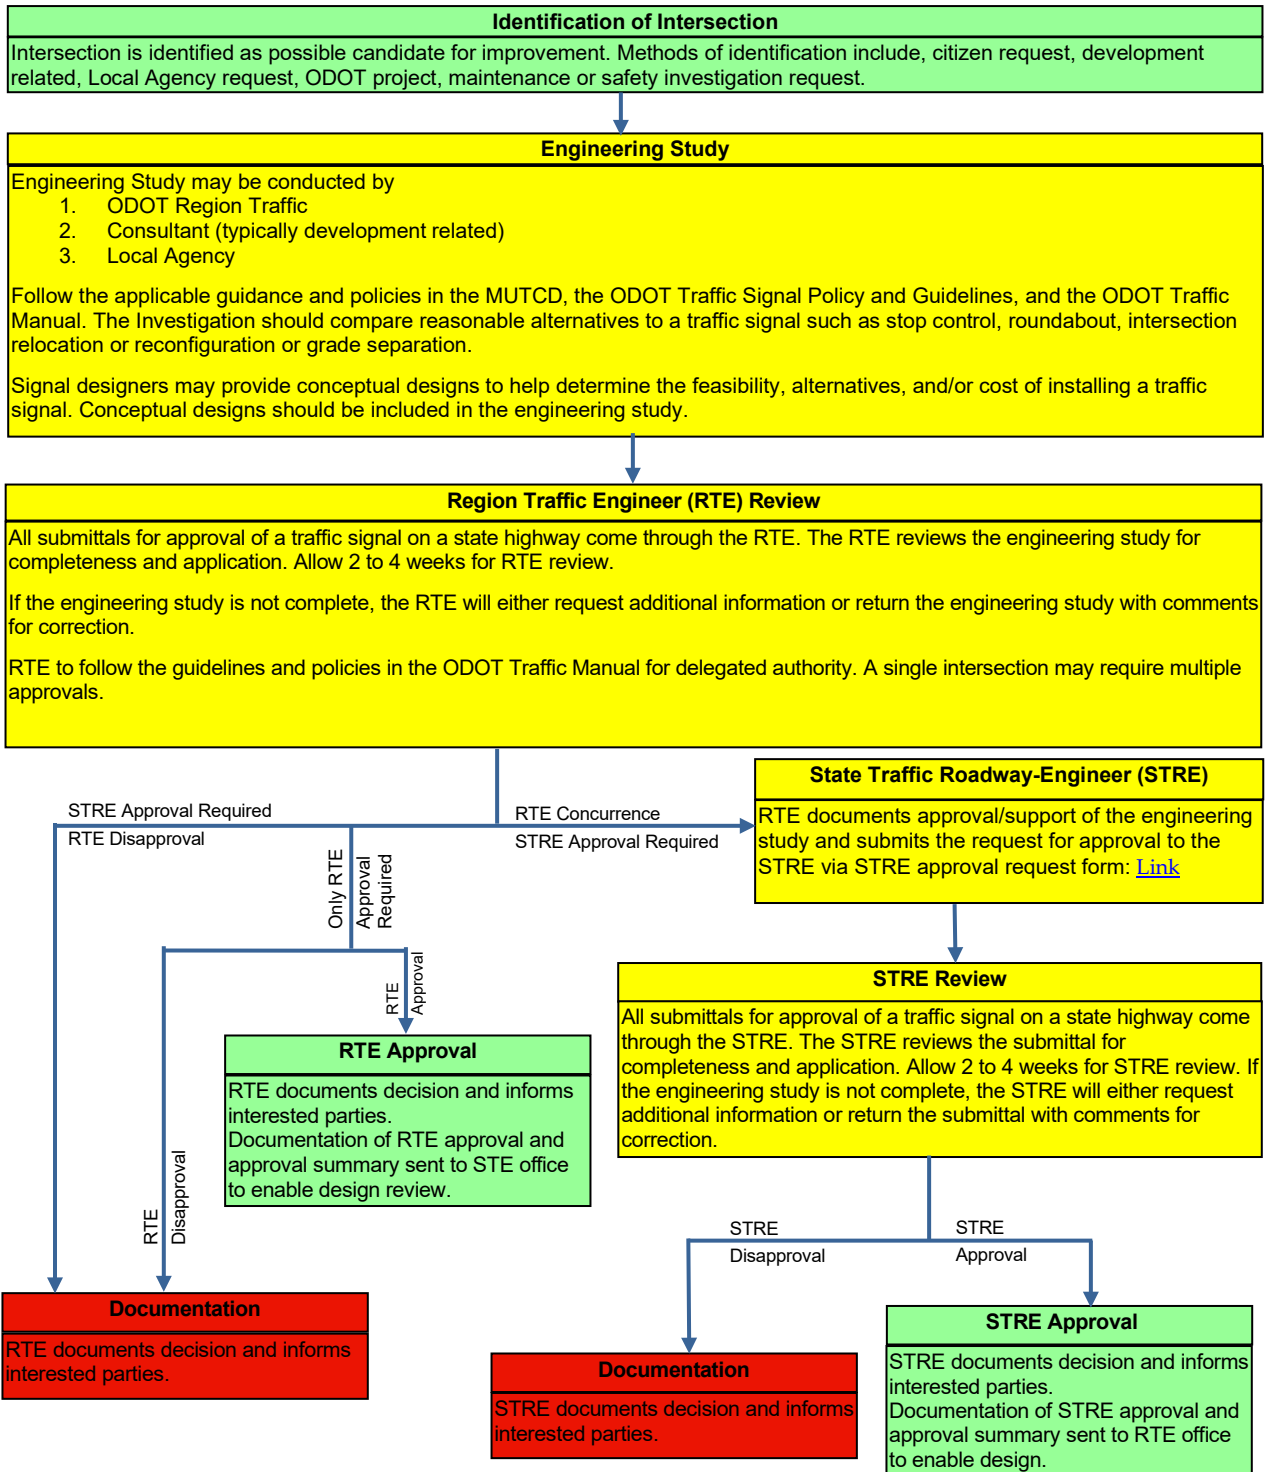 Identification of Intersection
Intersection is identified as possible candidate for improvement. Methods of identification include, citizen request, development
related, Local Agency request, ODOT project, maintenance or safety investigation request.
Engineering Study
Engineering Study may be conducted by
1. ODOT Region Traffic
2. Consultant (typically development related)
3. Local Agency
Follow the applicable guidance and policies in the MUTCD, the ODOT Traffic Signal Policy and Guidelines, and the ODOT Traffic
Manual. The Investigation should compare reasonable alternatives to a traffic signal such as stop control, roundabout, intersection
relocation or reconfiguration or grade separation.
Signal designers may provide conceptual designs to help determine the feasibility, alternatives, and/or cost of installing a traffic
signal. Conceptual designs should be included in the engineering study.
Region Traffic Engineer (RTE) Review
All submittals for approval of a traffic signal on a state highway come through the RTE. The RTE reviews the engineering study for
completeness and application. Allow 2 to 4 weeks for RTE review.
If the engineering study is not complete, the RTE will either request additional information or return the engineering study with comments
for correction.
RTE to follow the guidelines and policies in the ODOT Traffic Manual for delegated authority. A single intersection may require multiple
approvals.
STRE Approval Required
RTE Disapproval
RTE Concurrence
STRE Approval Required
State Traffic Roadway-Engineer (STRE)
RTE documents approval/support of the engineering
study and submits the request for approval to the
STRE via STRE approval request form: Link
Only RTE
Approval
Required
RTE
Approval
RTE
Disapproval
RTE Approval
RTE documents decision and informs
interested parties.
Documentation of RTE approval and
approval summary sent to STE office
to enable design review.
STRE Review
All submittals for approval of a traffic signal on a state highway come
through the STRE. The STRE reviews the submittal for
completeness and application. Allow 2 to 4 weeks for STRE review. If
the engineering study is not complete, the STRE will either request
additional information or return the submittal with comments for
correction.
STRE
Disapproval
STRE
Approval
Documentation
RTE documents decision and informs
interested parties.
Documentation
STRE documents decision and informs
interested parties.
STRE Approval
STRE documents decision and informs
interested parties.
Documentation of STRE approval and
approval summary sent to RTE office
to enable design.